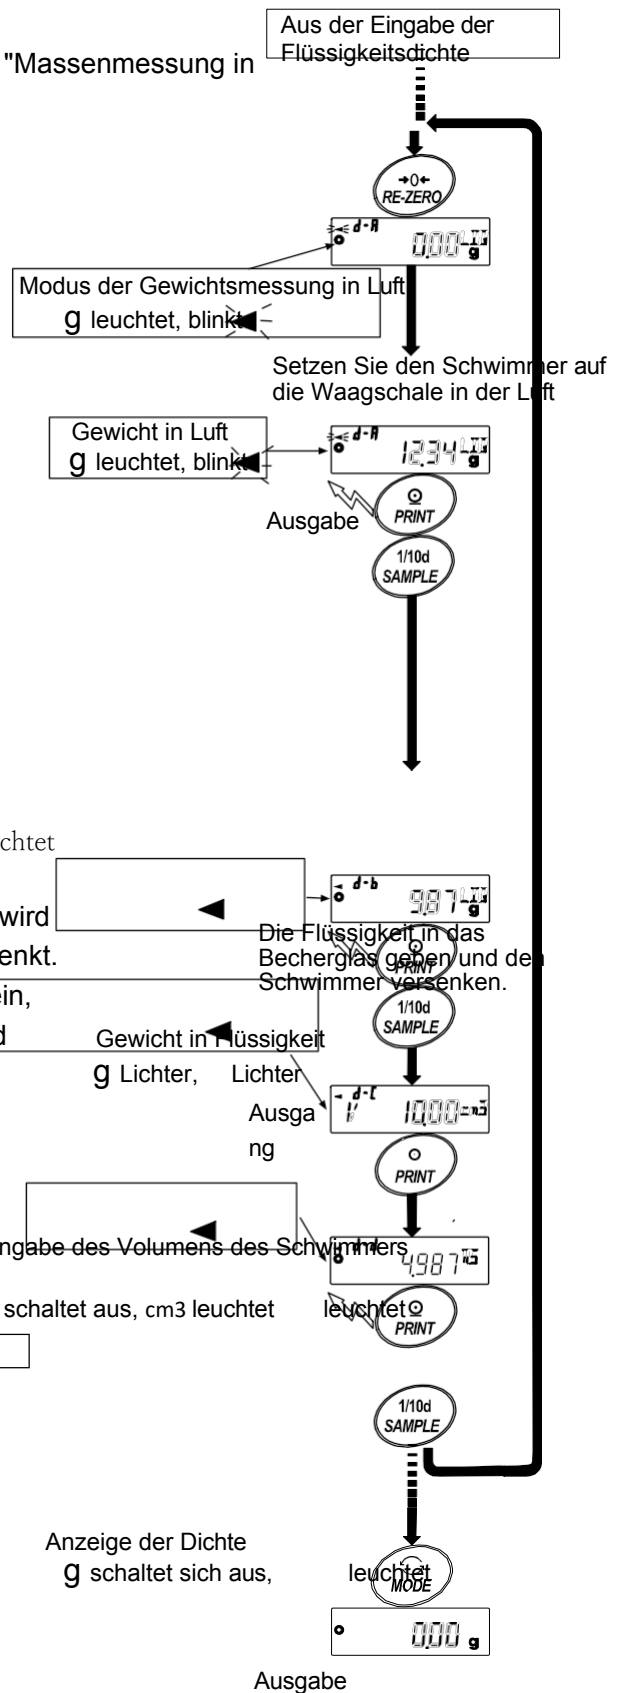 Aus der Eingabe der
Flüssigkeitsdichte
"Massenmessung in
→0←
RE-ZERO
d-A
0.00 g
Modus der Gewichtsmessung in Luft
g leuchtet, blinkt
Setzen Sie den Schwimmer auf
die Waagschale in der Luft
Gewicht in Luft
g leuchtet, blinkt
d-A
12.34 g
PRINT
Ausgabe
1/10d
SAMPLE
chtet
d-b
9.87 g
wird
enkt.
Die Flüssigkeit in das
Becherglas geben und den
Schwimmer versenken.
PRINT
ein,
d
1/10d
SAMPLE
Gewicht in Flüssigkeit
g Lichter, Lichter
d-C
V 10.00
Ausga
ng
PRINT
ngabe des Volumens des Schwimmers
4.987
schaltet aus, cm3 leuchtet leuchtet
PRINT
1/10d
SAMPLE
Anzeige der Dichte
g schaltet sich aus, leuchtet
MODE
0.00 g
Ausgabe